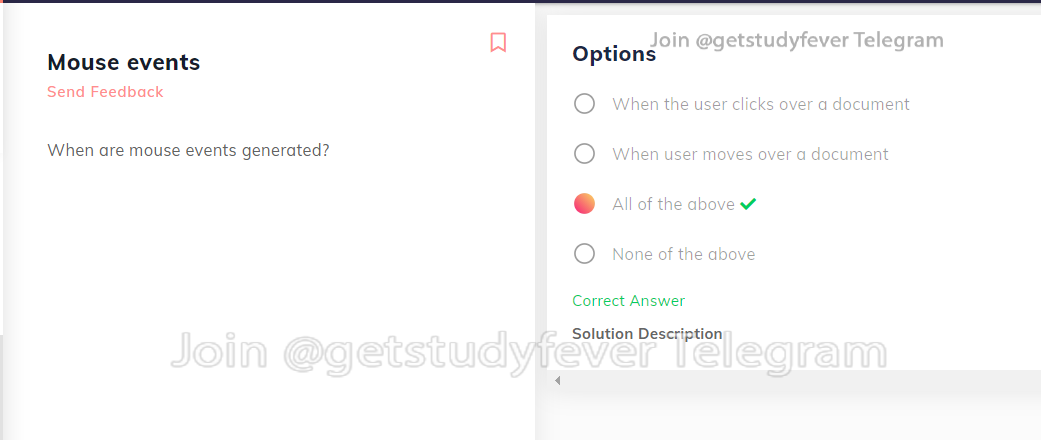 Mouse events
Send Feedback
When are mouse events generated?
Join @getstudyfever Telegram
Options
When the user clicks over a document
When user moves over a document
All of the above
None of the above
Correct Answer
Solution Description
Join @getstudyfever Telegram